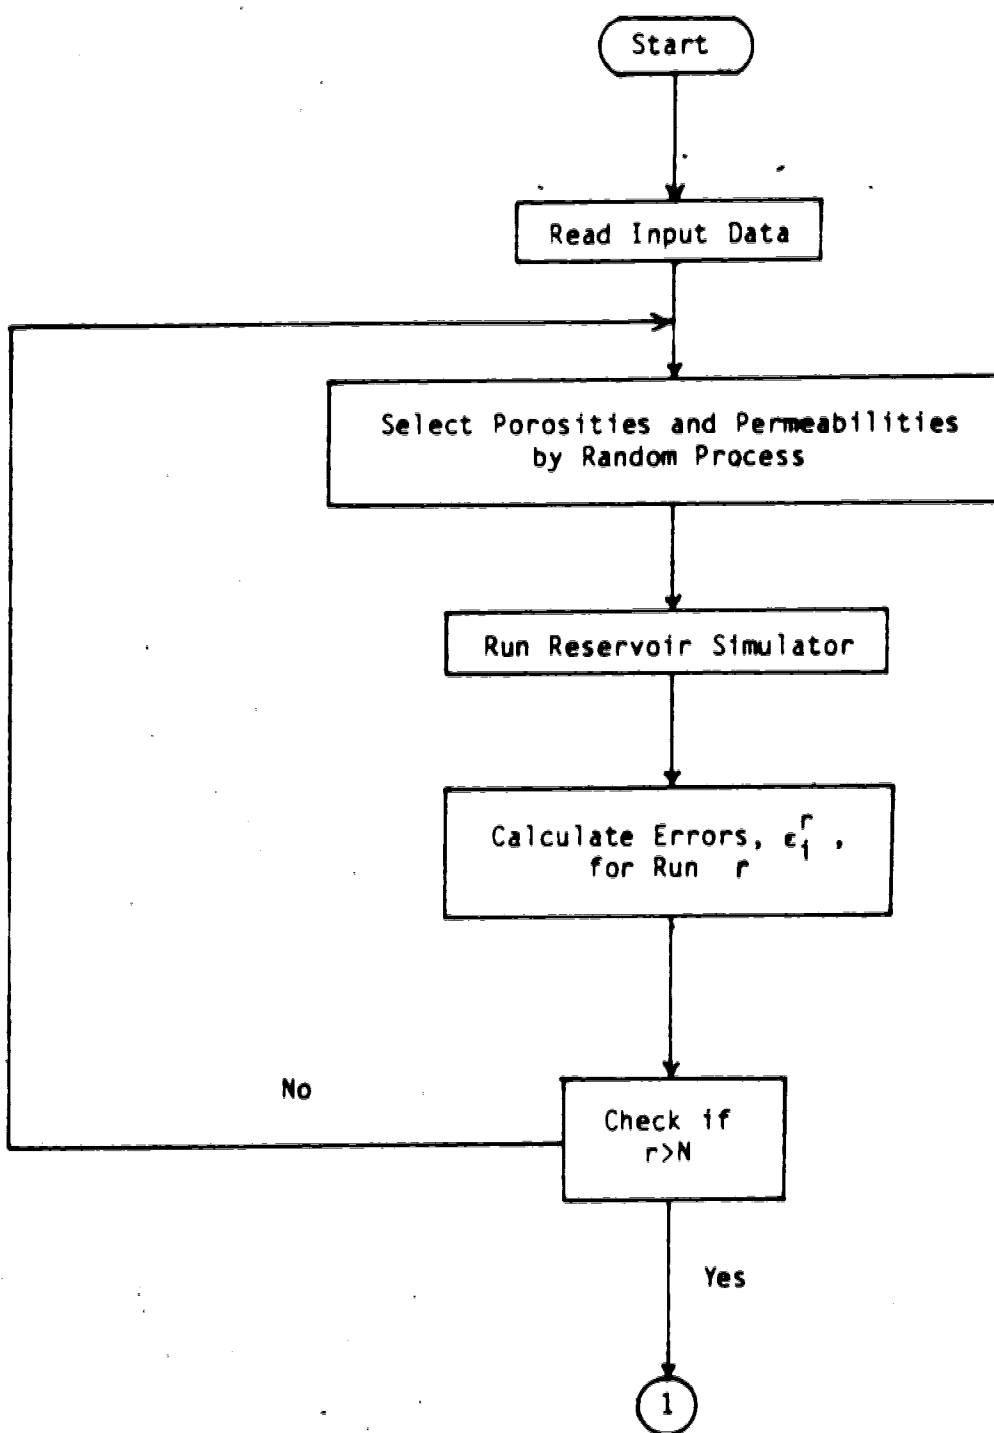 Start
Read Input Data
Select Porosities and Permeabilities
by Random Process
Run Reservoir Simulator
Calculate Errors, ε_i^r ,
for Run r
No
Check if
r>N
Yes
1